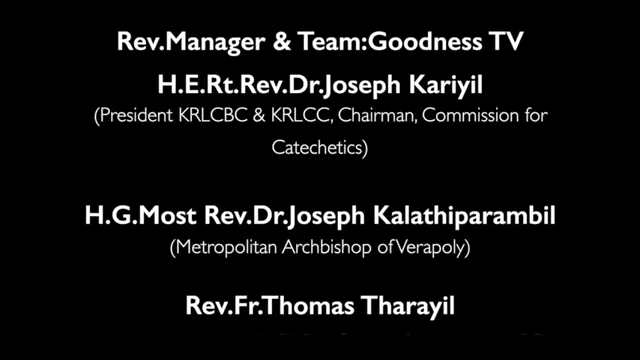 Rev.Manager & Team:Goodness TV
H.E.Rt.Rev.Dr.Joseph Kariyil
(President KRLCBC & KRLCC, Chairman, Commission for
Catechetics)
H.G.Most Rev.Dr.Joseph Kalathiparambil
(Metropolitan Archbishop of Verapoly)
Rev.Fr.Thomas Tharayil